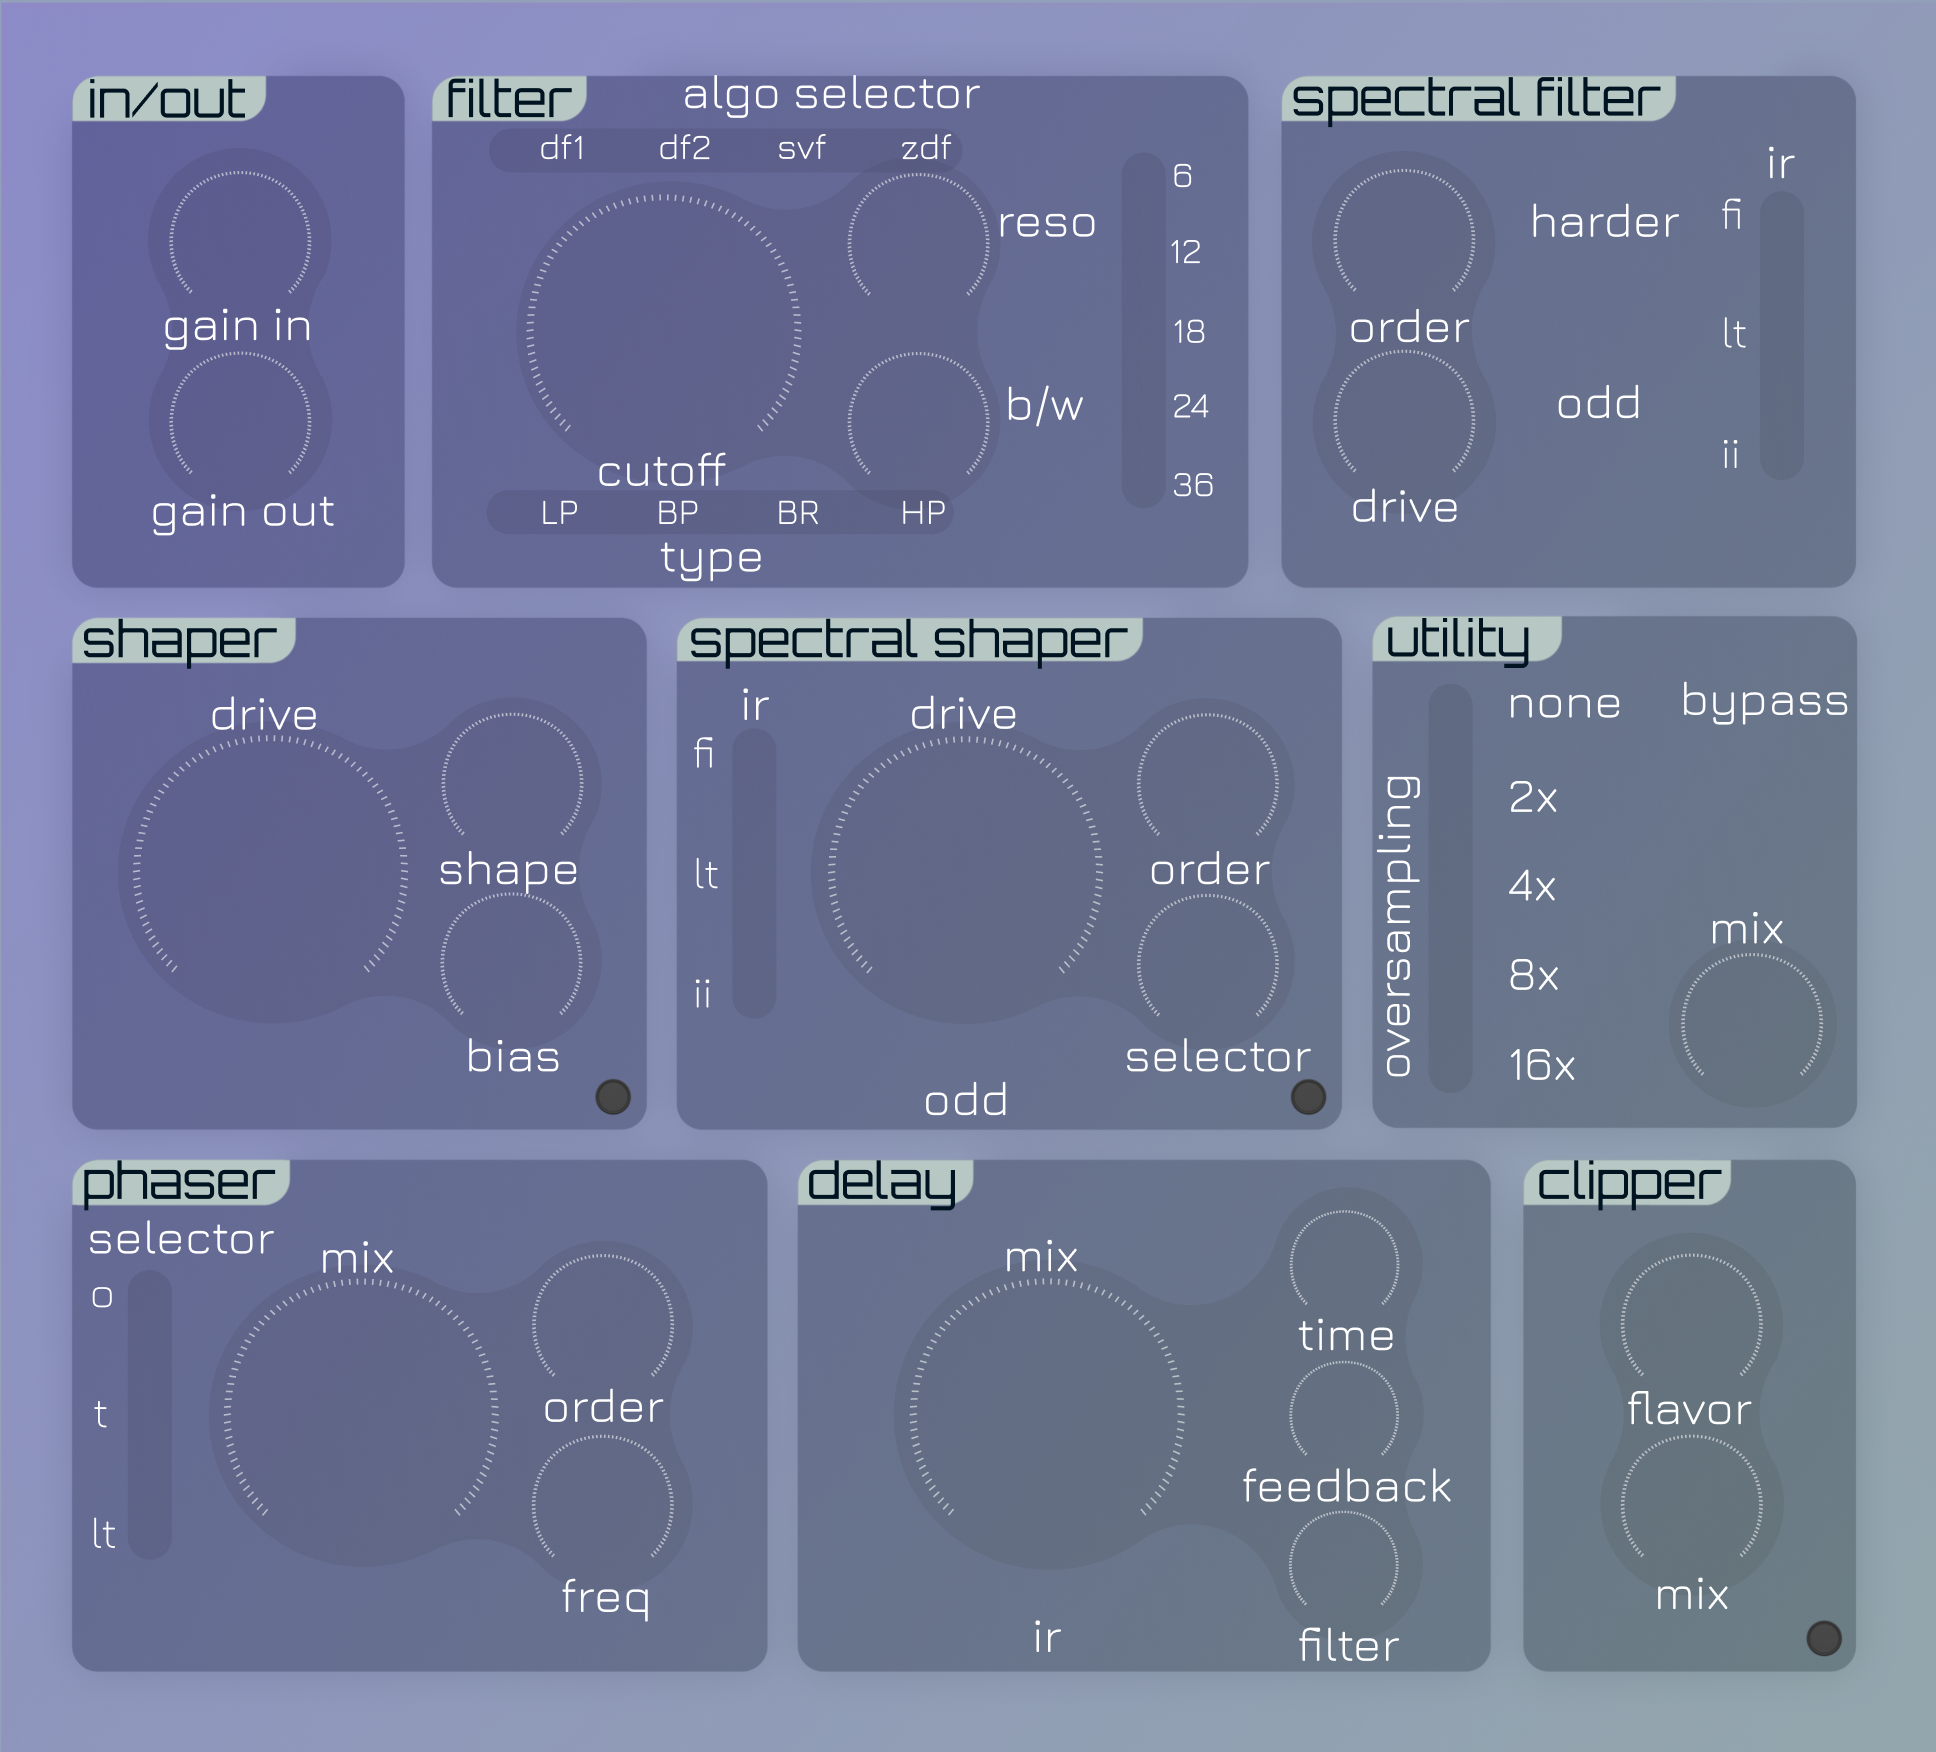 in/out
gain in
gain out
filter
algo selector
df1 df2 svf zdf
reso
b/w
cutoff
LP BP BR HP
type
6
12
18
24
36
spectral filter
order
drive
harder
odd
ir
fi
lt
ii
shaper
drive
shape
bias
spectral shaper
ir
fi
lt
ii
drive
order
selector
odd
utility
oversampling
none
2x
4x
8x
16x
bypass
mix
phaser
selector
o
t
lt
mix
order
freq
delay
mix
time
feedback
filter
ir
clipper
flavor
mix